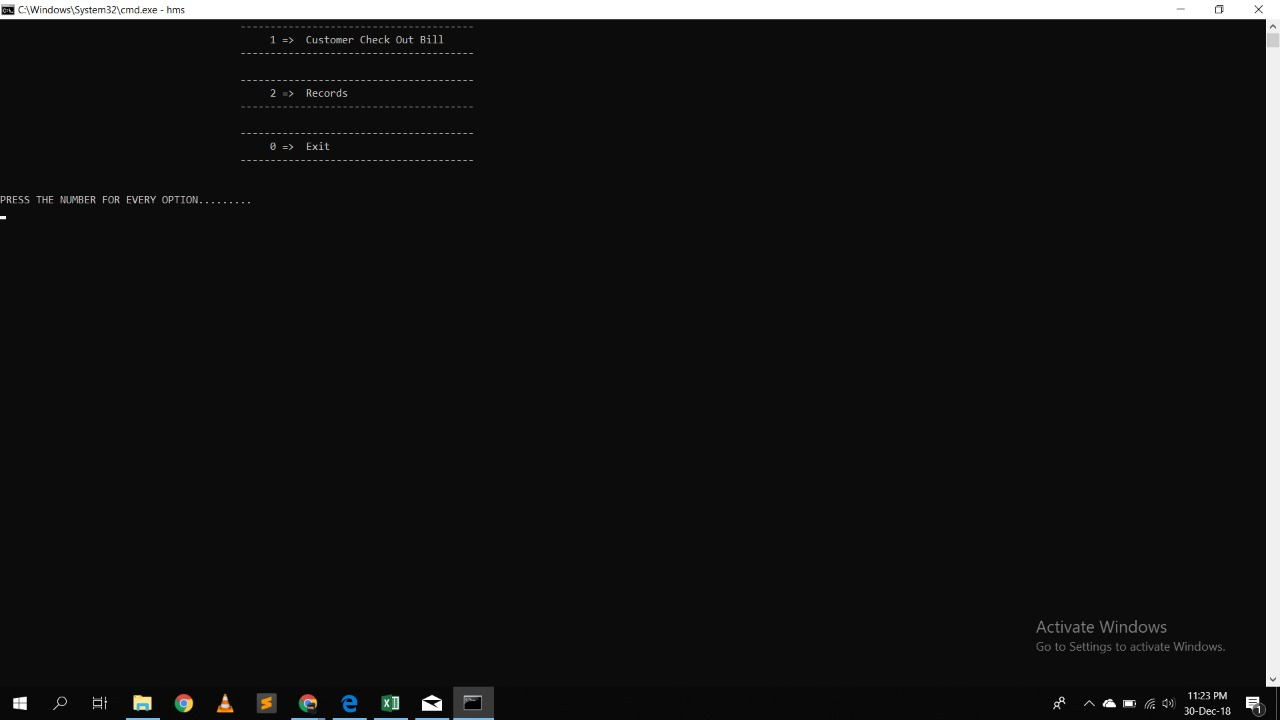 C:\Windows\System32\cmd.exe - hms
---------------------------------------
1 => Customer Check Out Bill
---------------------------------------
---------------------------------------
2 => Records
---------------------------------------
---------------------------------------
0 => Exit
---------------------------------------
PRESS THE NUMBER FOR EVERY OPTION.........
Activate Windows
Go to Settings to activate Windows.
11:23 PM
30-Dec-18
1